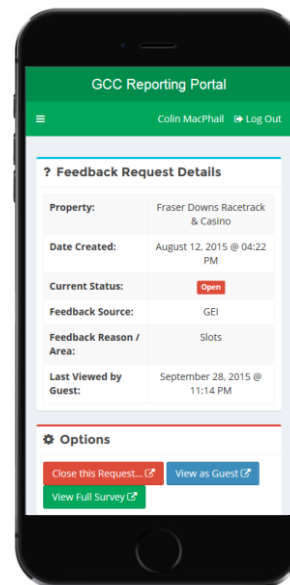 GCC Reporting Portal
Colin MacPhail Log Out
? Feedback Request Details
Property: Fraser Downs Racetrack
& Casino
Date Created: August 12, 2015 @ 04:22
PM
Current Status: Open
Feedback Source: GEI
Feedback Reason / Slots
Area:
Last Viewed by September 28, 2015 @
Guest: 11:14 PM
Options
Close this Request... View as Guest
View Full Survey